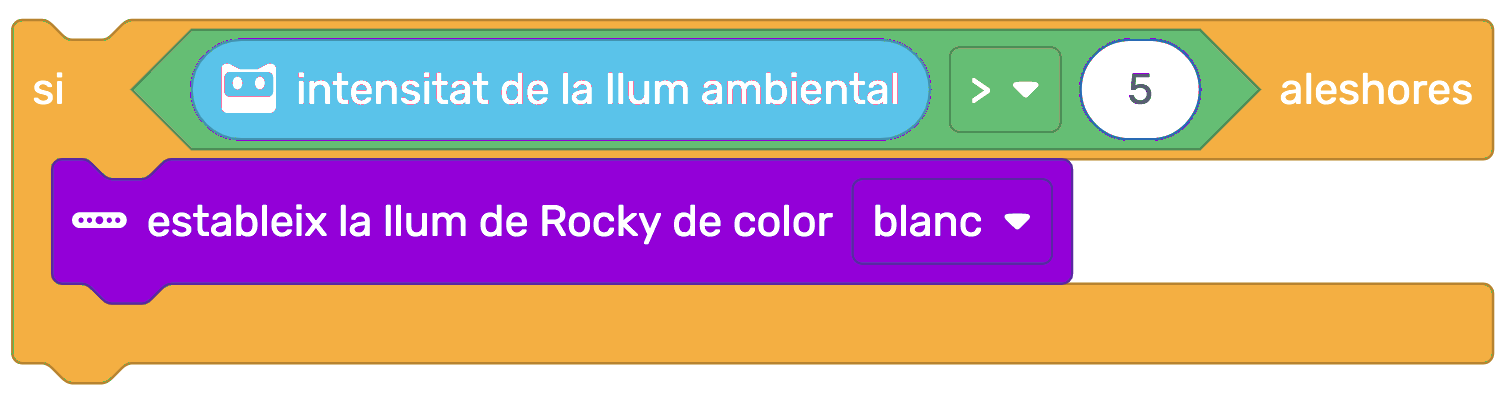 si intensitat de la llum ambiental > 5 aleshores
estableix la llum de Rocky de color blanc